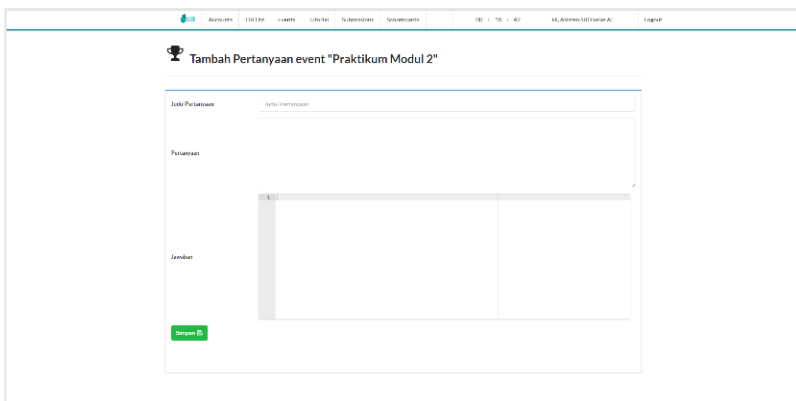 Accounts Events Tutorial Submissions Scoreboards Logout
Tambah Pertanyaan event "Praktikum Modul 2"
Judul Pertanyaan Judul Pertanyaan
Pertanyaan
1
Jawaban
Simpan